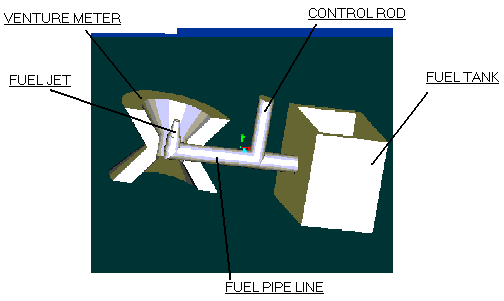 VENTURE METER
CONTROL ROD
FUEL JET
FUEL TANK
FUEL PIPE LINE